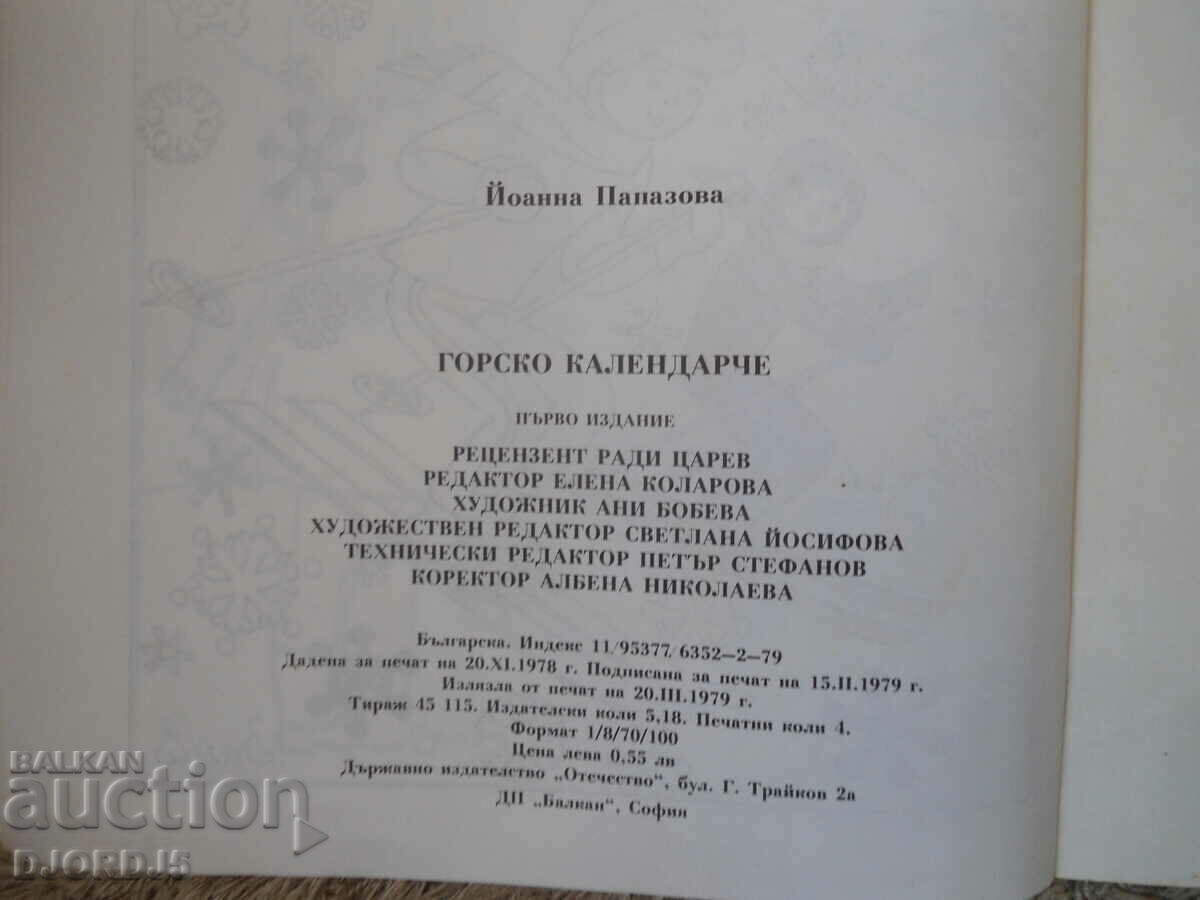 Йоанна Папазова
ГОРСКО КАЛЕНДАРЧЕ
ПЪРВО ИЗДАНИЕ
РЕЦЕНЗЕНТ РАДИ ЦАРЕВ
РЕДАКТОР ЕЛЕНА КОЛАРОВА
ХУДОЖНИК АНИ БОБЕВА
ХУДОЖЕСТВЕН РЕДАКТОР СВЕТЛАНА ЙОСИФОВА
ТЕХНИЧЕСКИ РЕДАКТОР ПЕТЪР СТЕФАНОВ
КОРЕКТОР АЛБЕНА НИКОЛАЕВА
Българска. Индекс 11/95377/6352—2—79
Дадена за печат на 20.XI.1978 г. Подписана за печат на 15.II.1979 г.
Излязла от печат на 20.III.1979 г.
Тираж 45 115. Издателски коли 5,18. Печатни коли 4.
Формат 1/8/70/100
Цена лева 0,55 лв
Държавно издателство „Отечество“, бул. Г. Трайков 2а
ДП „Балкан“, София
BALKAN
auction
DJORDJ5